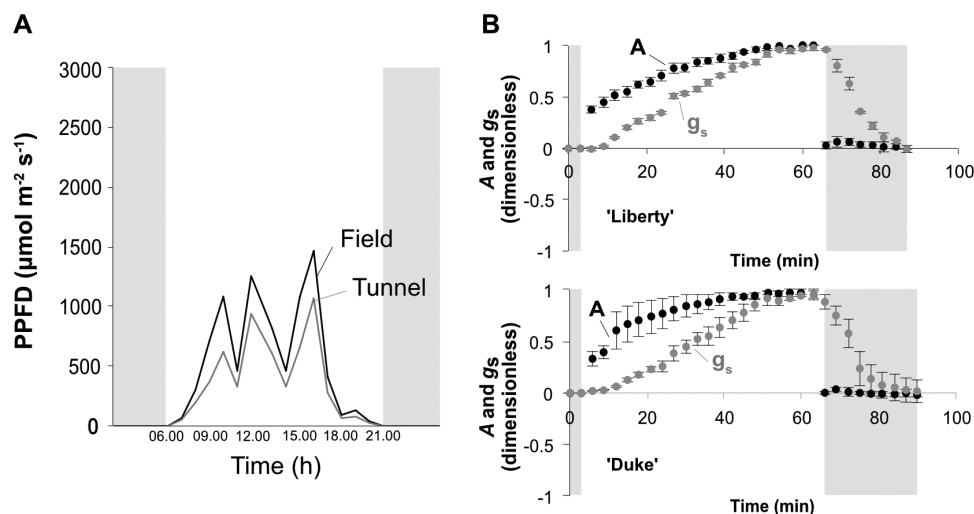 A
3000
2500
2000
1500
1000
500
0
PPFD (µmol m⁻² s⁻¹)
Field
Tunnel
06.00 09.00 12.00 15.00 18.00 21.00
Time (h)
B
1
0.5
0
-0.5
-1
A and gs
(dimensionless)
A
gs
0 20 40 60 80 100
'Liberty'
Time (min)
1
0.5
0
-0.5
-1
A and gs
(dimensionless)
A
gs
0 20 40 60 80 100
'Duke'
Time (min)